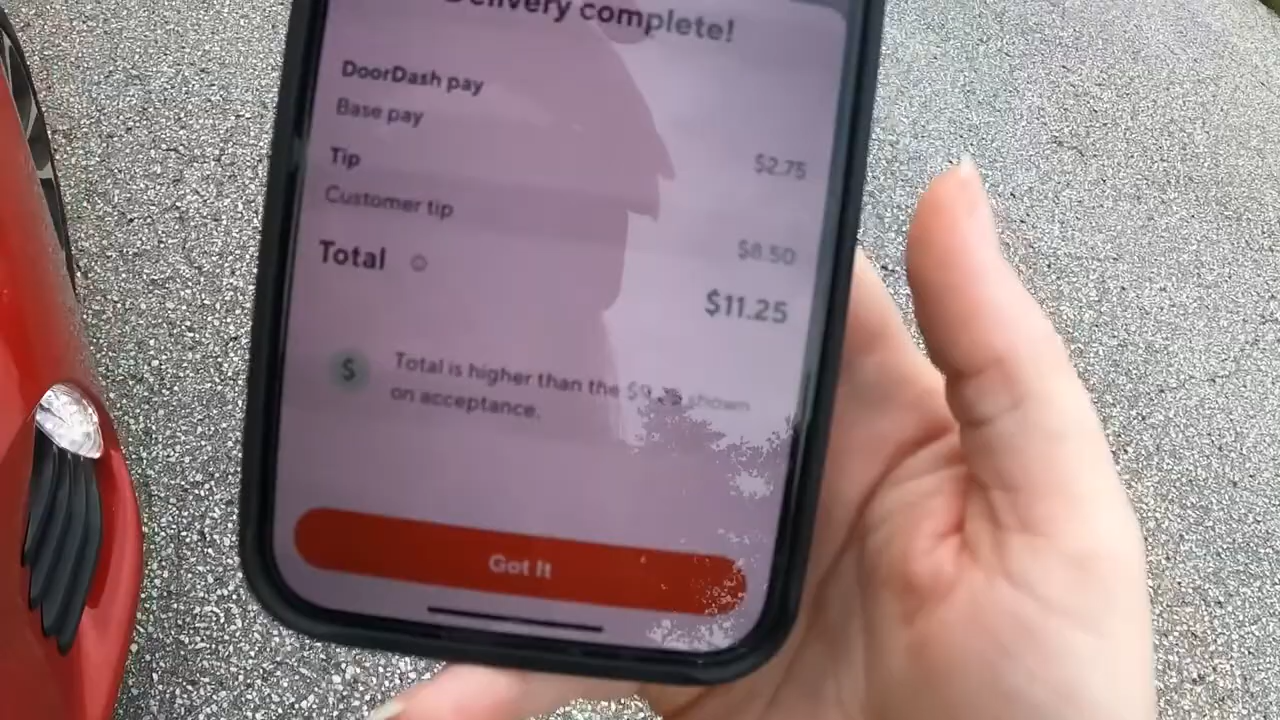 Delivery complete!
DoorDash pay
Base pay
$2.75
Tip
Customer tip
$8.50
Total
$11.25
$
Total is higher than the shown
on acceptance.
Got It